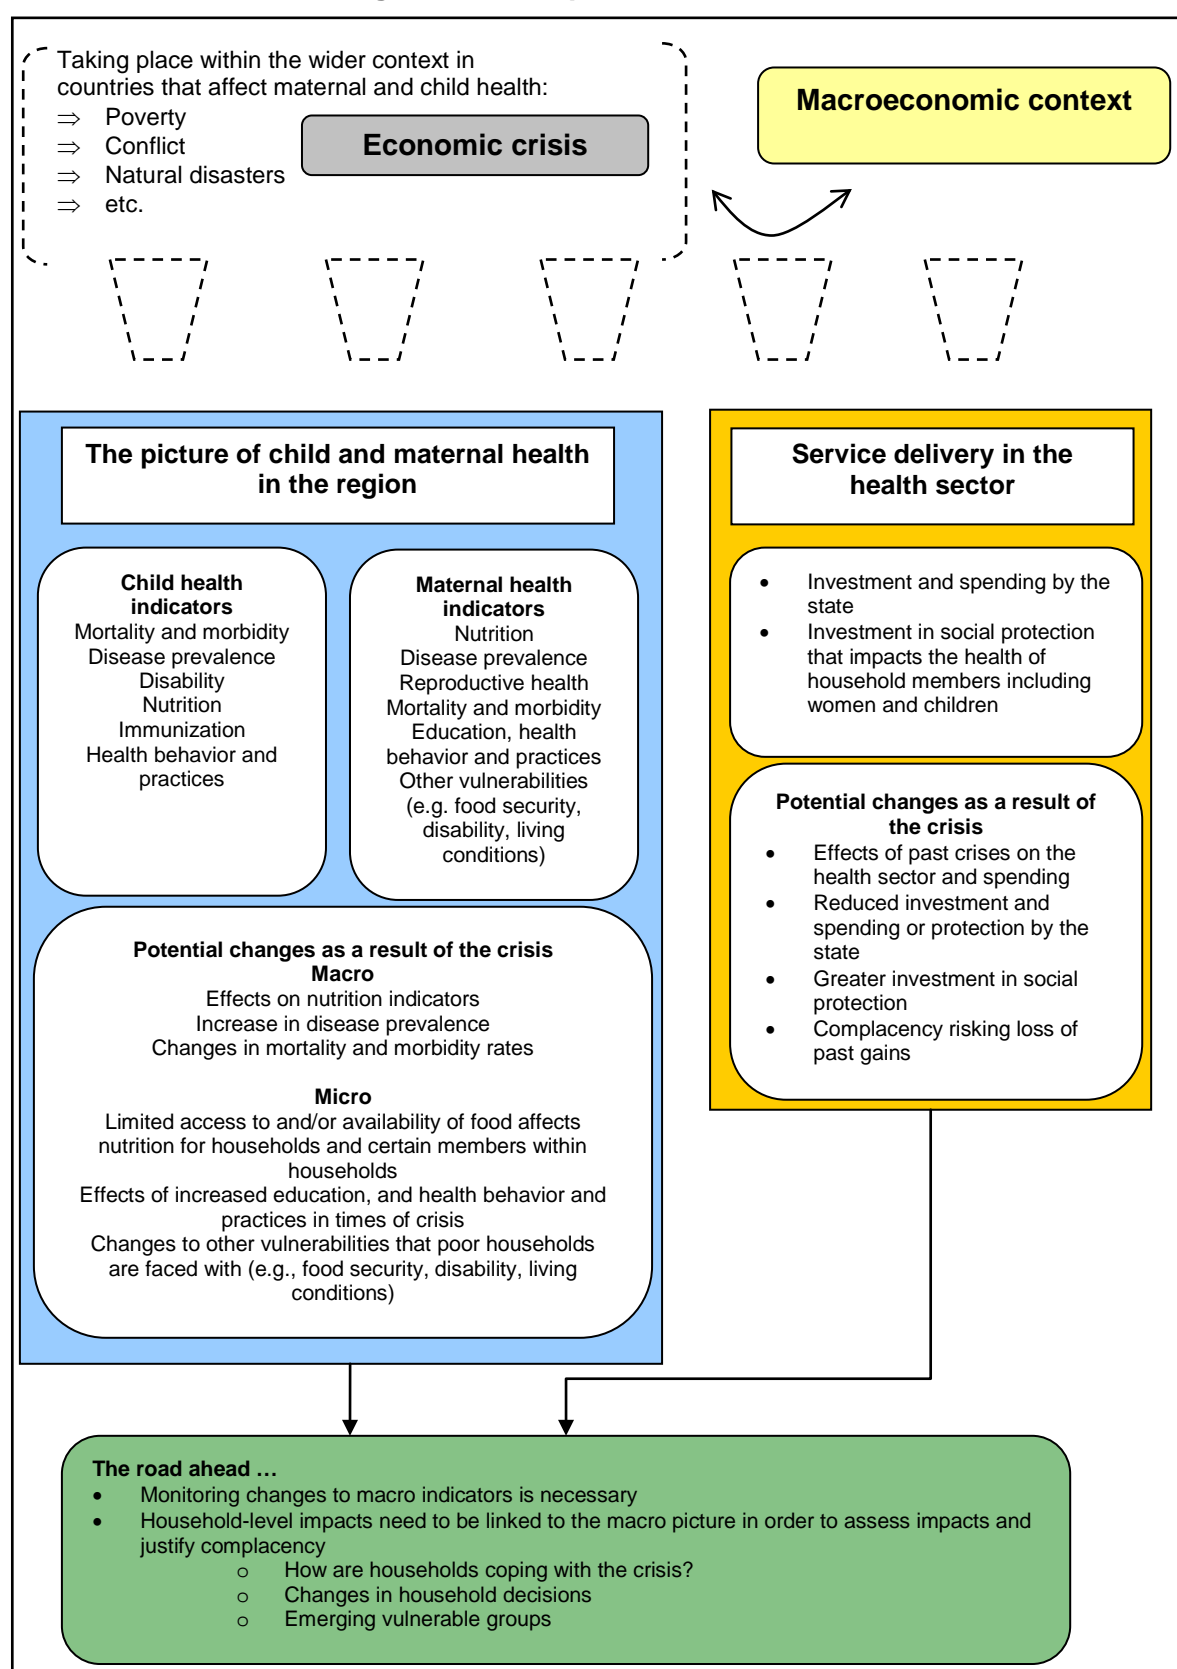 Taking place within the wider context in
countries that affect maternal and child health:
⇒ Poverty
⇒ Conflict
⇒ Natural disasters
⇒ etc.
Economic crisis
Macroeconomic context
The picture of child and maternal health
in the region
Child health
indicators
Mortality and morbidity
Disease prevalence
Disability
Nutrition
Immunization
Health behavior and
practices
Maternal health
indicators
Nutrition
Disease prevalence
Reproductive health
Mortality and morbidity
Education, health
behavior and practices
Other vulnerabilities
(e.g. food security,
disability, living
conditions)
Potential changes as a result of the crisis
Macro
Effects on nutrition indicators
Increase in disease prevalence
Changes in mortality and morbidity rates
Micro
Limited access to and/or availability of food affects
nutrition for households and certain members within
households
Effects of increased education, and health behavior and
practices in times of crisis
Changes to other vulnerabilities that poor households
are faced with (e.g., food security, disability, living
conditions)
Service delivery in the
health sector
• Investment and spending by the
state
• Investment in social protection
that impacts the health of
household members including
women and children
Potential changes as a result of
the crisis
• Effects of past crises on the
health sector and spending
• Reduced investment and
spending or protection by the
state
• Greater investment in social
protection
• Complacency risking loss of
past gains
The road ahead …
• Monitoring changes to macro indicators is necessary
• Household-level impacts need to be linked to the macro picture in order to assess impacts and
justify complacency
o How are households coping with the crisis?
o Changes in household decisions
o Emerging vulnerable groups